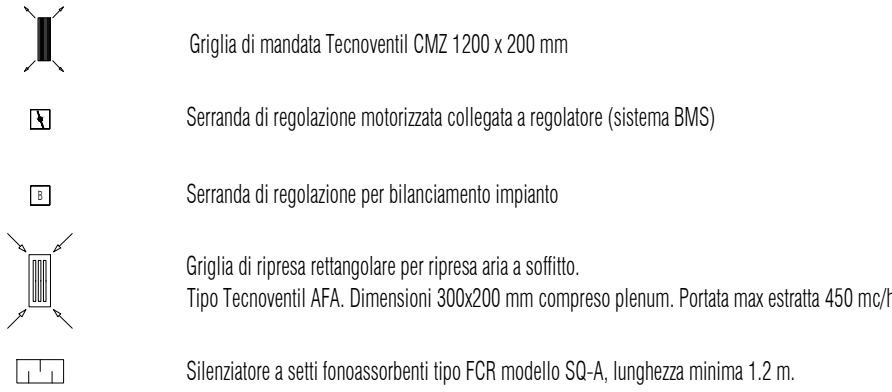 Griglia di mandata Tecnoventil CMZ 1200 x 200 mm
Serranda di regolazione motorizzata collegata a regolatore (sistema BMS)
B
Serranda di regolazione per bilanciamento impianto
Griglia di ripresa rettangolare per ripresa aria a soffitto.
Tipo Tecnoventil AFA. Dimensioni 300x200 mm compreso plenum. Portata max estratta 450 mc/h
Silenziatore a setti fonoassorbenti tipo FCR modello SQ-A, lunghezza minima 1.2 m.